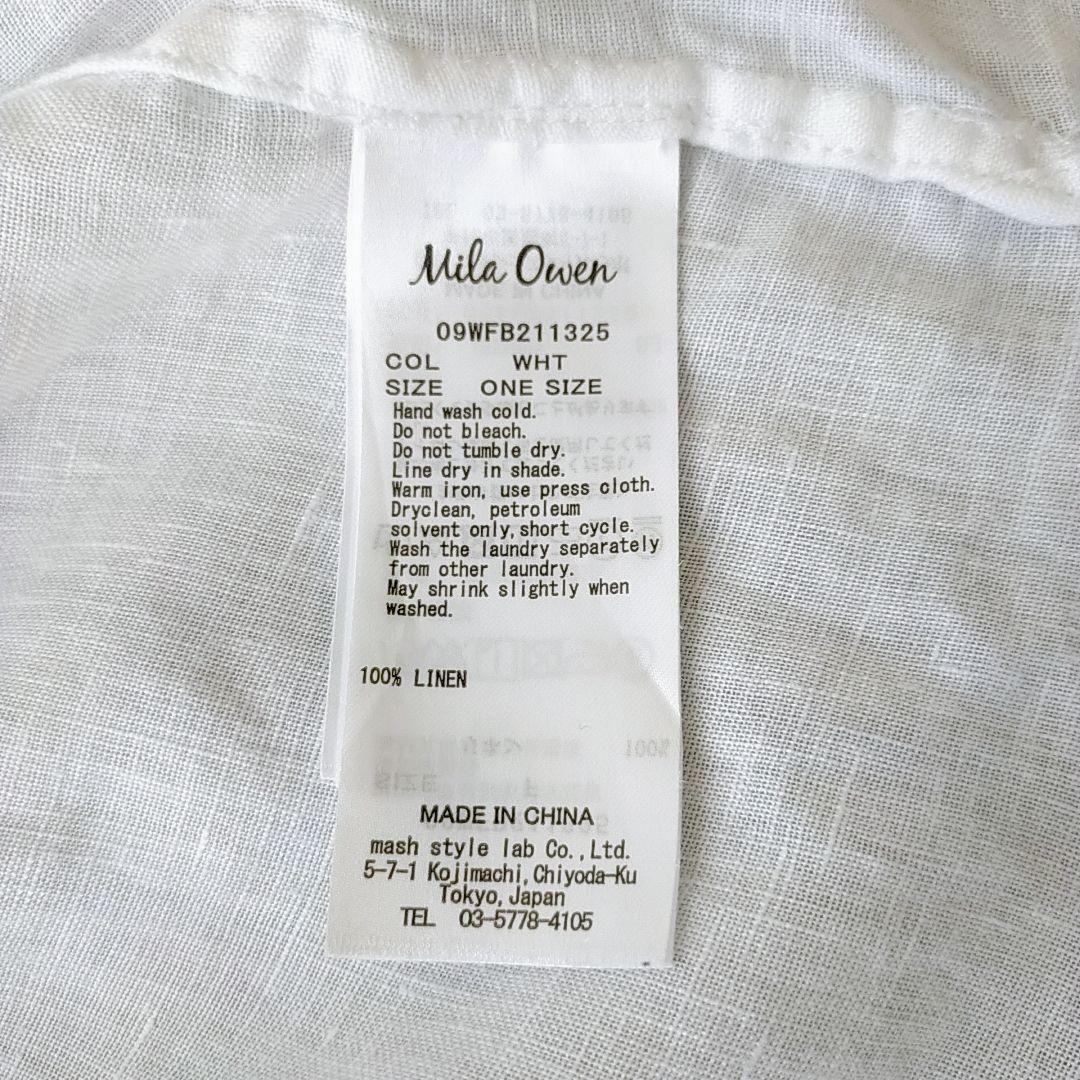 Mila Owen
09WFB211325
COL WHT
SIZE ONE SIZE
Hand wash cold.
Do not bleach.
Do not tumble dry.
Line dry in shade.
Warm iron, use press cloth.
Dryclean, petroleum
solvent only, short cycle.
Wash the laundry separately
from other laundry.
May shrink slightly when
washed.
100% LINEN
MADE IN CHINA
mash style lab Co.,Ltd.
5-7-1 Kojimachi, Chiyoda-Ku
Tokyo, Japan
TEL 03-5778-4105